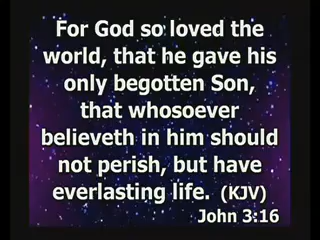 For God so loved the
world, that he gave his
only begotten Son,
that whosoever
believeth in him should
not perish, but have
everlasting life. (KJV)
John 3:16